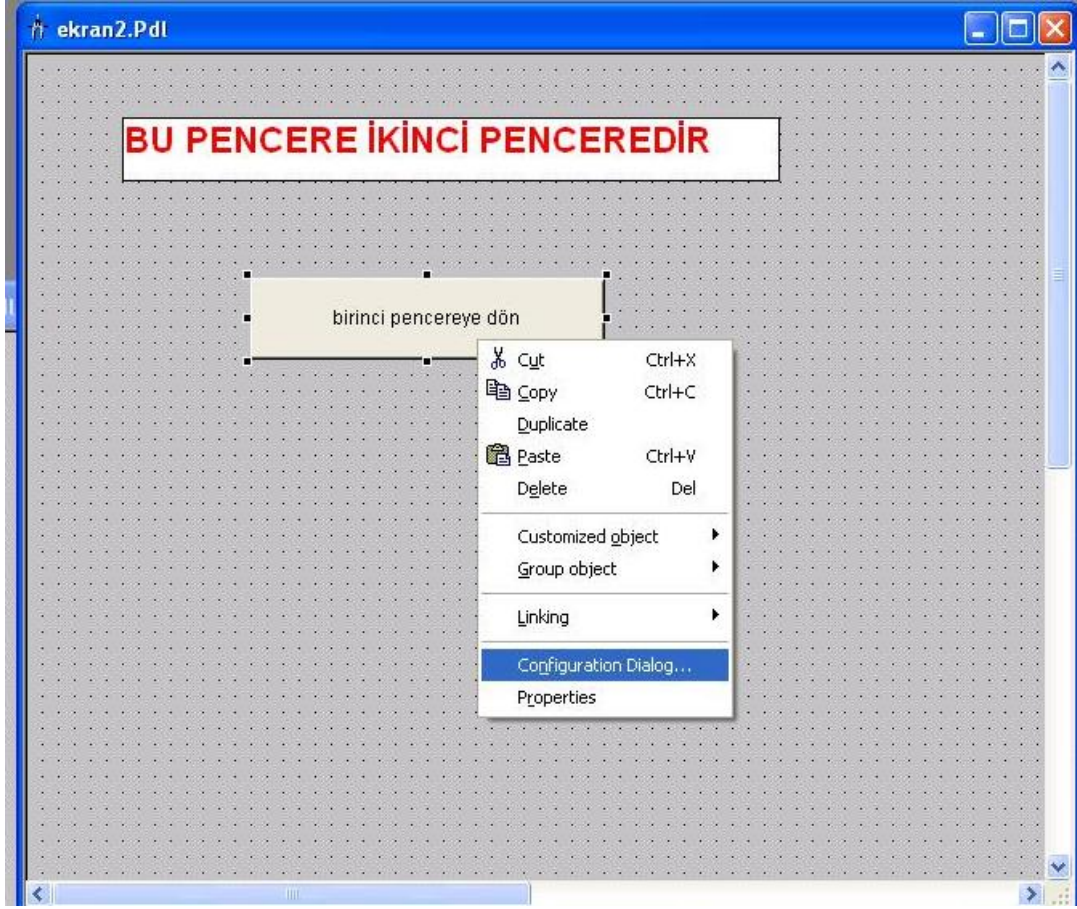 ekran2.Pdl
BU PENCERE İKİNCİ PENCEREDİR
birinci pencereye dön
Cut Ctrl+X
Copy Ctrl+C
Duplicate
Paste Ctrl+V
Delete Del
Customized object
Group object
Linking
Configuration Dialog...
Properties